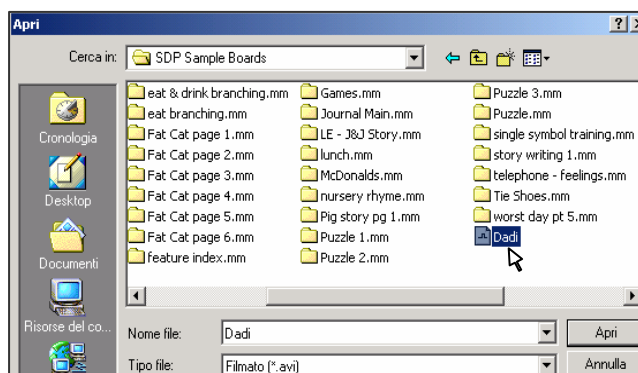 Apri
Cerca in: SDP Sample Boards
Cronologia
Desktop
Documenti
Risorse del co...
eat & drink branching.mm
eat branching.mm
Fat Cat page 1.mm
Fat Cat page 2.mm
Fat Cat page 3.mm
Fat Cat page 4.mm
Fat Cat page 5.mm
Fat Cat page 6.mm
feature index.mm
Games.mm
Journal Main.mm
LE - J&J Story.mm
lunch.mm
McDonalds.mm
nursery rhyme.mm
Pig story pg 1.mm
Puzzle 1.mm
Puzzle 2.mm
Puzzle 3.mm
Puzzle.mm
single symbol training.mm
story writing 1.mm
telephone - feelings.mm
Tie Shoes.mm
worst day pt 5.mm
Dadi
Nome file: Dadi Apri
Tipo file: Filmato (*.avi) Annulla